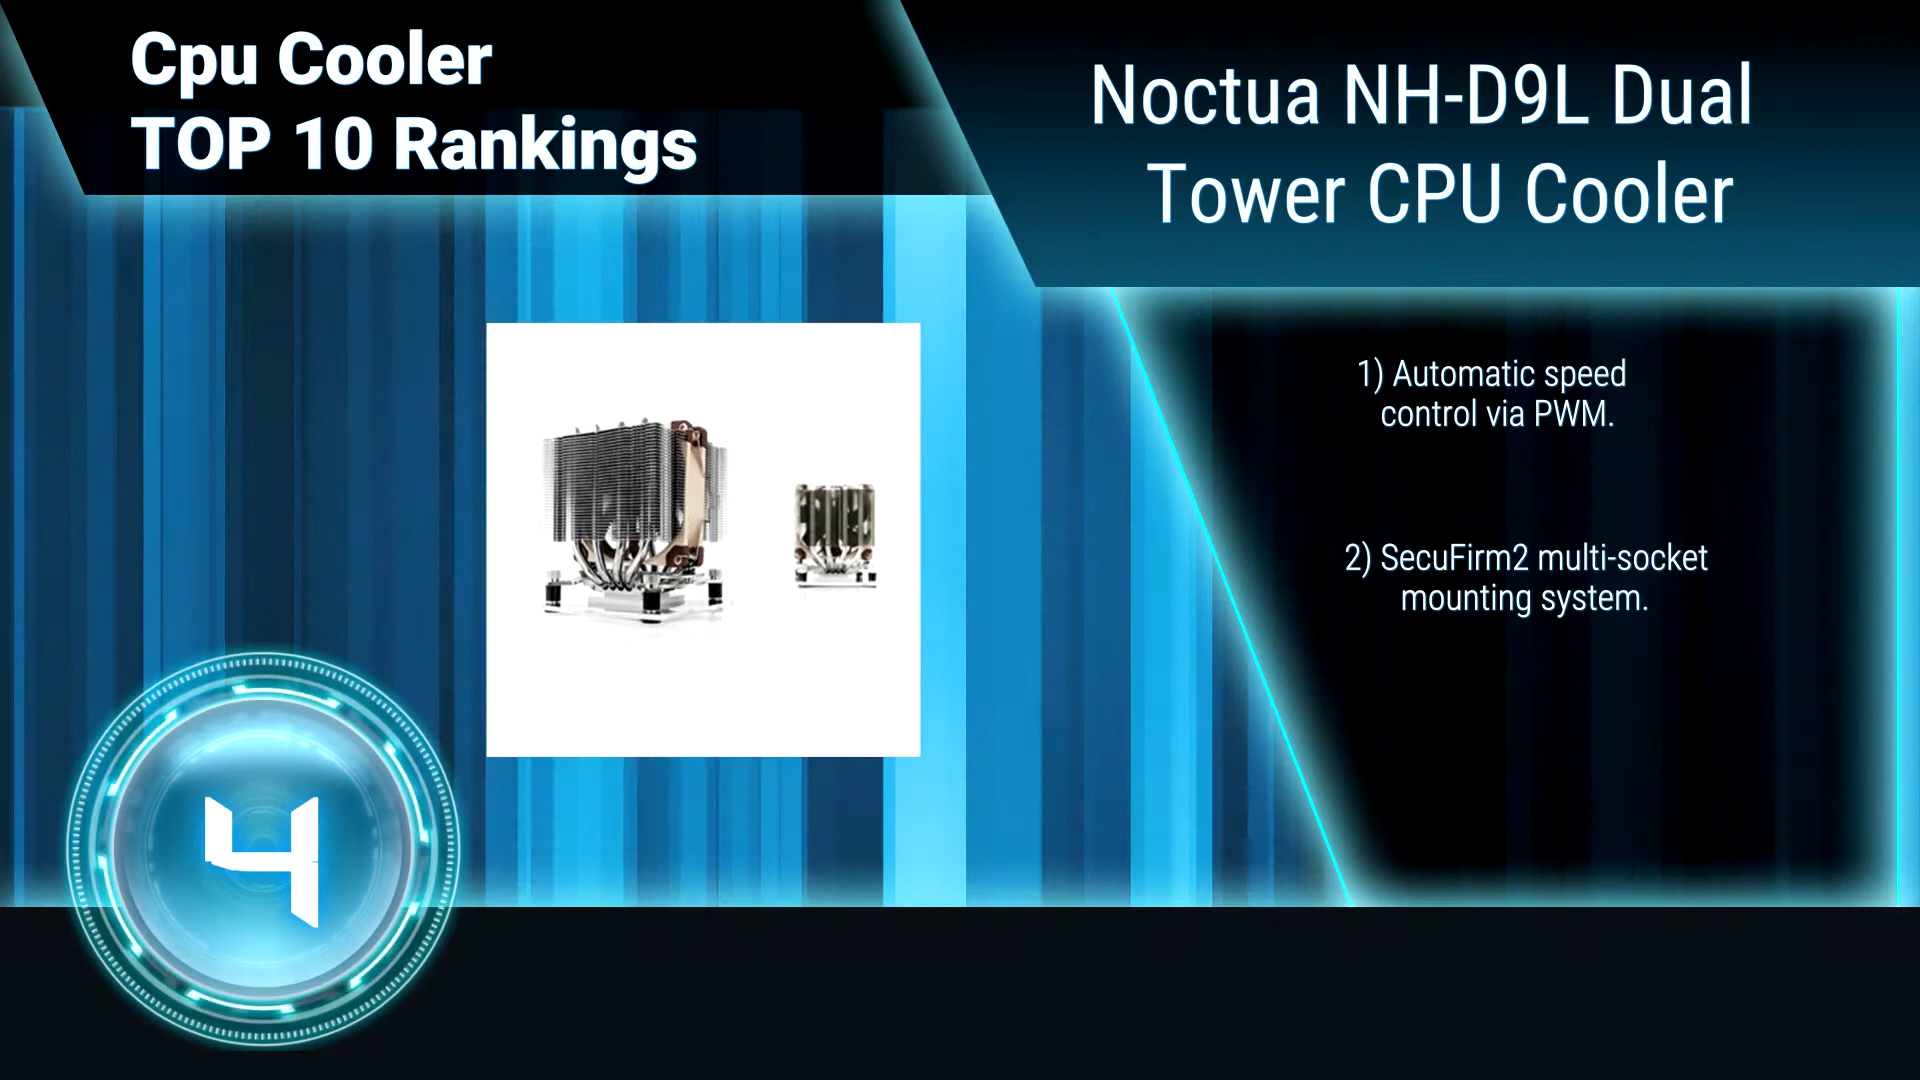 Cpu Cooler
TOP 10 Rankings
Noctua NH-D9L Dual
Tower CPU Cooler
1) Automatic speed
control via PWM.
2) SecuFirm2 multi-socket
mounting system.
4